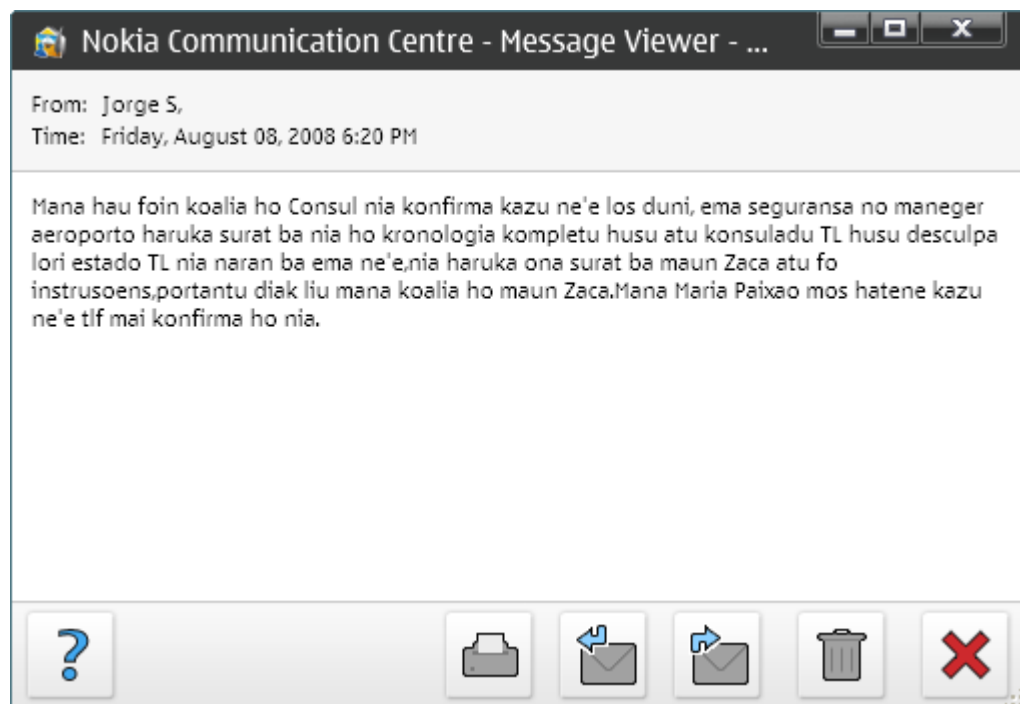 Nokia Communication Centre - Message Viewer - ...
From: Jorge S,
Time: Friday, August 08, 2008 6:20 PM
Mana hau foin koalia ho Consul nia konfirma kazu ne'e los duni, ema seguransa no maneger
aeroporto haruka surat ba nia ho kronologia kompletu husu atu konsuladu TL husu desculpa
lori estado TL nia naran ba ema ne'e,nia haruka ona surat ba maun Zaca atu fo
instrusoens,portantu diak liu mana koalia ho maun Zaca.Mana Maria Paixao mos hatene kazu
ne'e tlf mai konfirma ho nia.